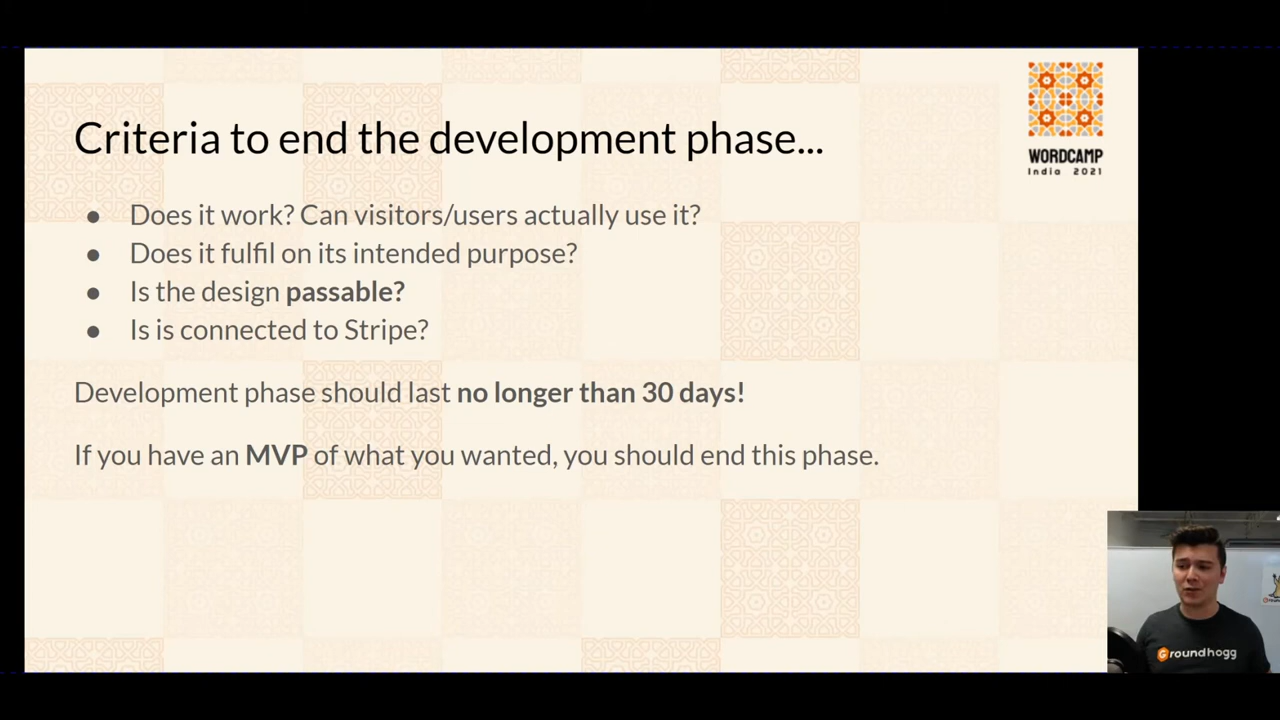 Criteria to end the development phase...
WORDCAMP
India 2021
● Does it work? Can visitors/users actually use it?
● Does it fulfil on its intended purpose?
● Is the design passable?
● Is is connected to Stripe?
Development phase should last no longer than 30 days!
If you have an MVP of what you wanted, you should end this phase.
Groundhogg